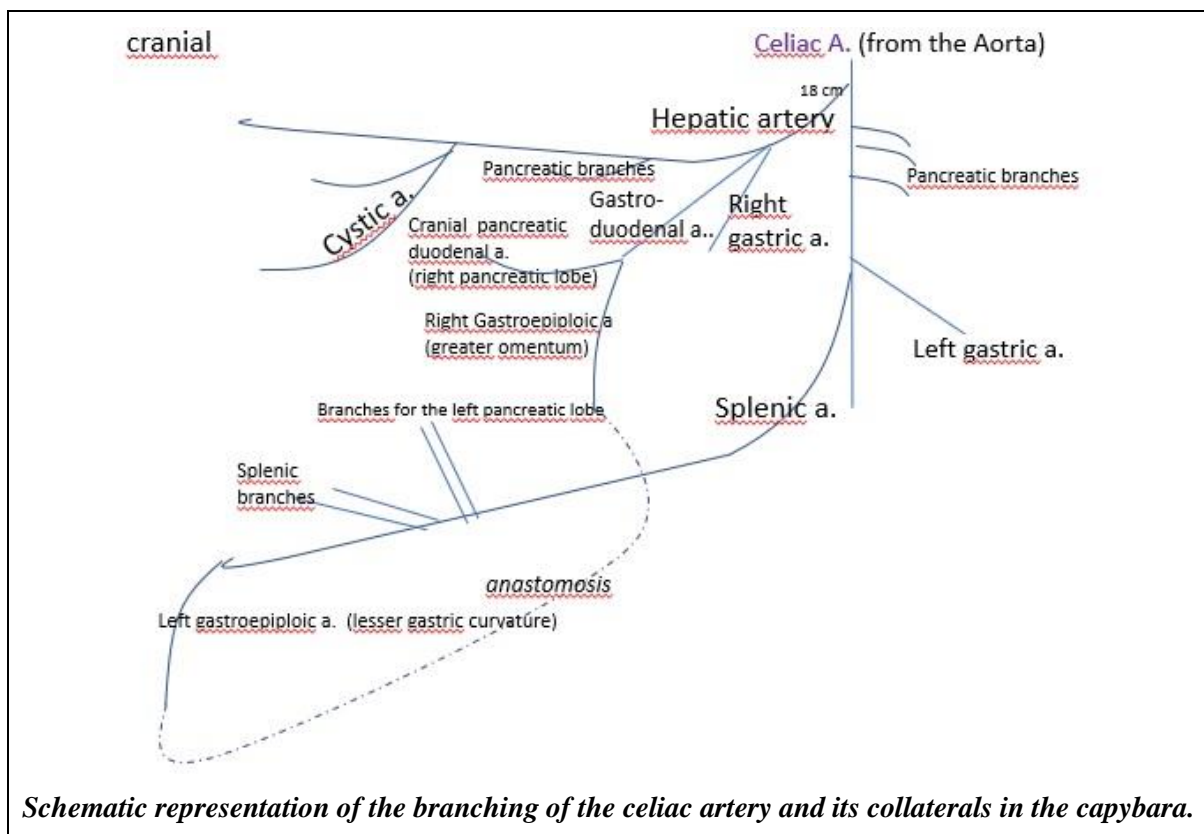 cranial
Celiac A. (from the Aorta)
18 cm
Hepatic artery
Pancreatic branches
Pancreatic branches
Gastro-
duodenal a..
Right
gastric a.
Cystic a.
Cranial pancreatic
duodenal a.
(right pancreatic lobe)
Right Gastroepiploic a
(greater omentum)
Left gastric a.
Branches for the left pancreatic lobe
Splenic a.
Splenic
branches
anastomosis
Left gastroepiploic a. (lesser gastric curvature)
Schematic representation of the branching of the celiac artery and its collaterals in the capybara.